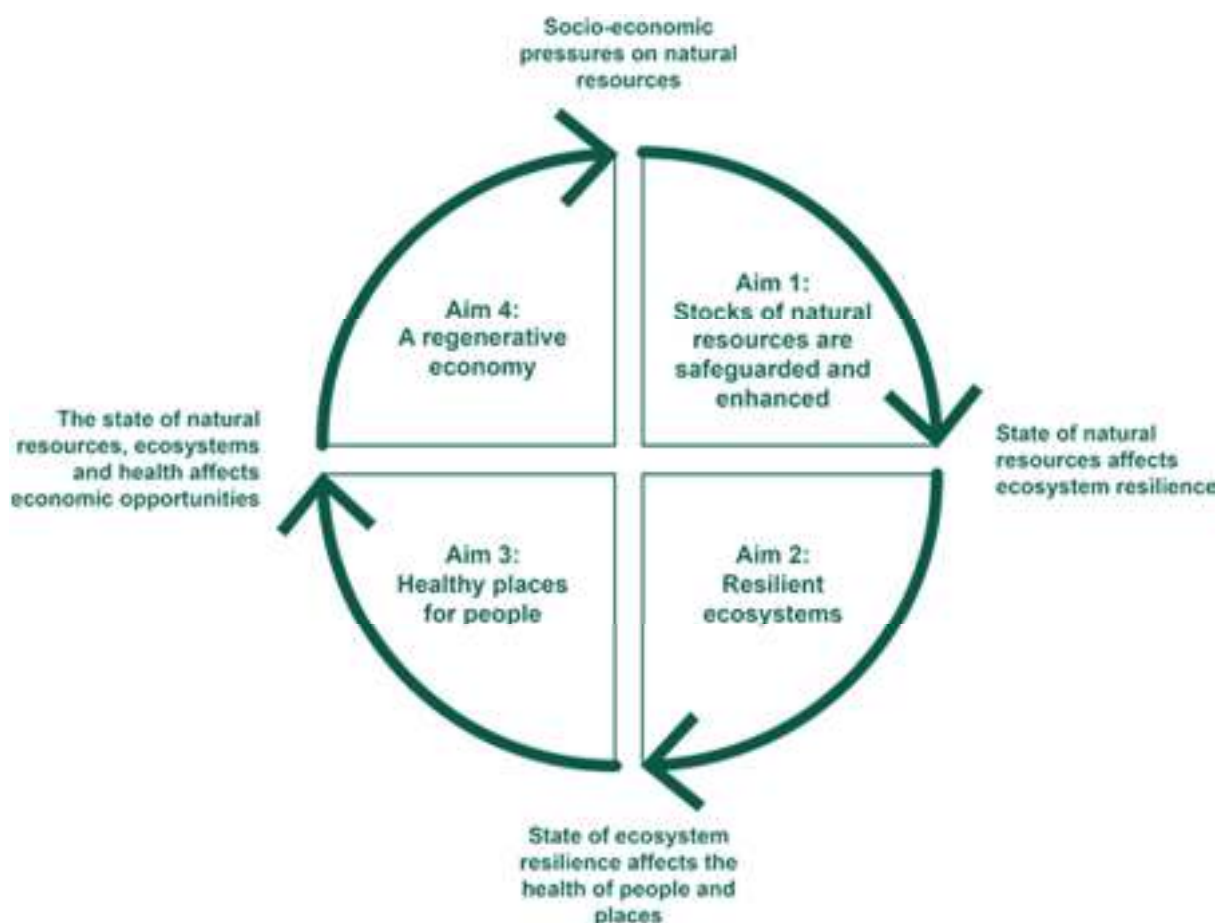 Socio-economic
pressures on natural
resources
Aim 4:
A regenerative
economy
Aim 1:
Stocks of natural
resources are
safeguarded and
enhanced
The state of natural
resources, ecosystems
and health affects
economic opportunities
State of natural
resources affects
ecosystem resilience
Aim 3:
Healthy places
for people
Aim 2:
Resilient
ecosystems
State of ecosystem
resilience affects the
health of people and
places